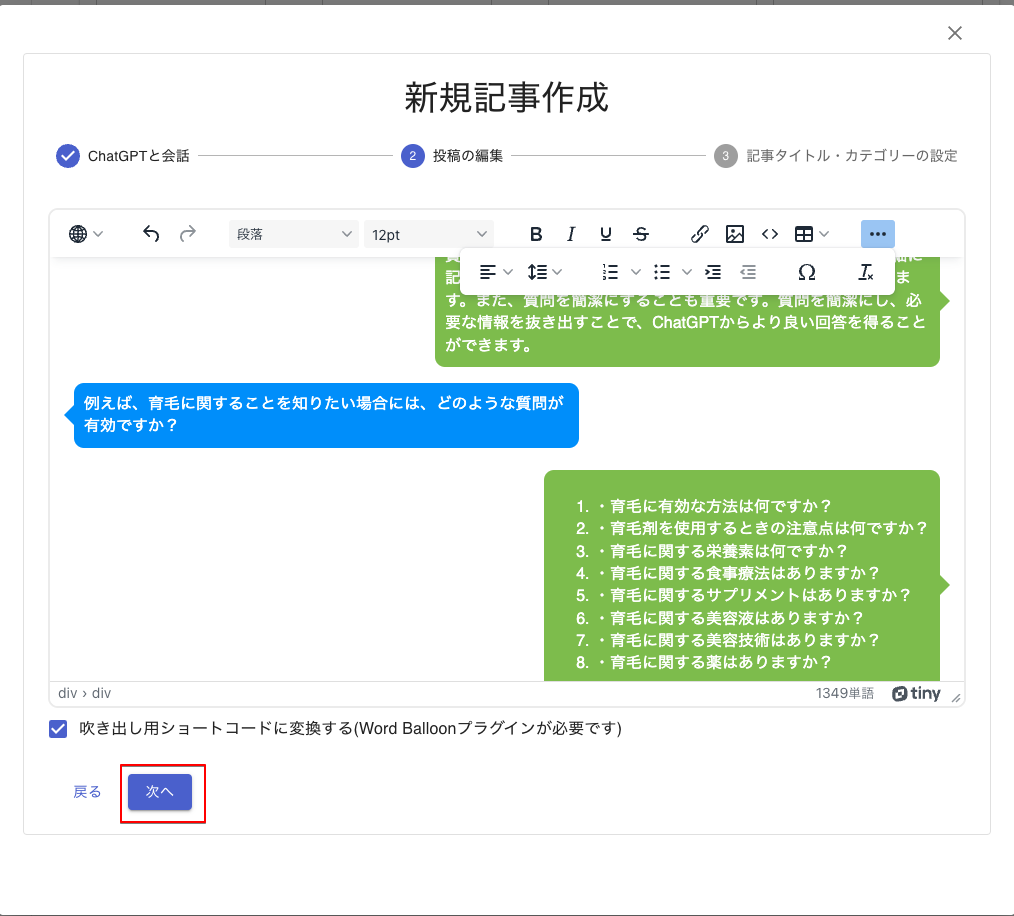 新規記事作成
ChatGPTと会話
2 投稿の編集
3 記事タイトル・カテゴリーの設定
段落
12pt
記
ま
す。また、質問を簡潔にすることも重要です。質問を簡潔にし、必
要な情報を抜き出すことで、ChatGPTからより良い回答を得ること
ができます。
例えば、育毛に関することを知りたい場合には、どのような質問が
有効ですか？
1. ・育毛に有効な方法は何ですか？
2. ・育毛剤を使用するときの注意点は何ですか？
3. ・育毛に関する栄養素は何ですか？
4. ・育毛に関する食事療法はありますか？
5. ・育毛に関するサプリメントはありますか？
6. ・育毛に関する美容液はありますか？
7. ・育毛に関する美容技術はありますか？
8. ・育毛に関する薬はありますか？
div › div
1349単語
tiny
吹き出し用ショートコードに変換する(Word Balloonプラグインが必要です)
戻る
次へ